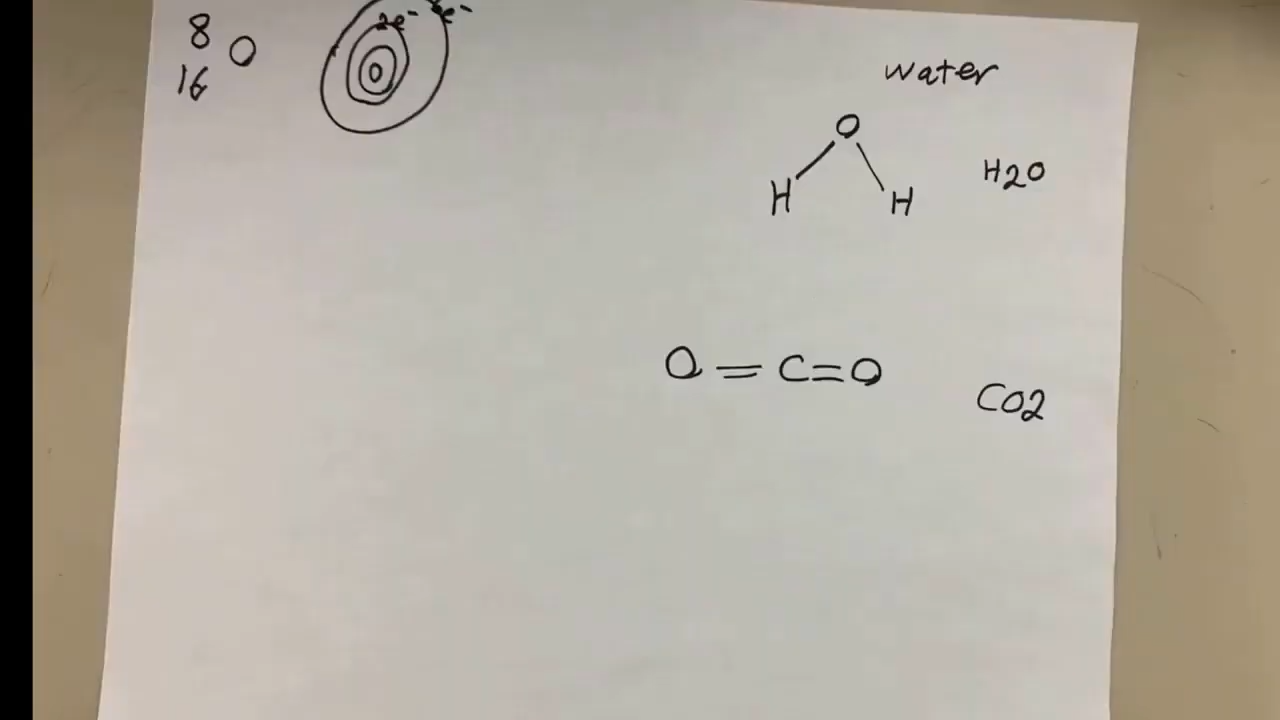 8
16
O
2e-
e-
water
O
H H
H2O
O = C = O
CO2